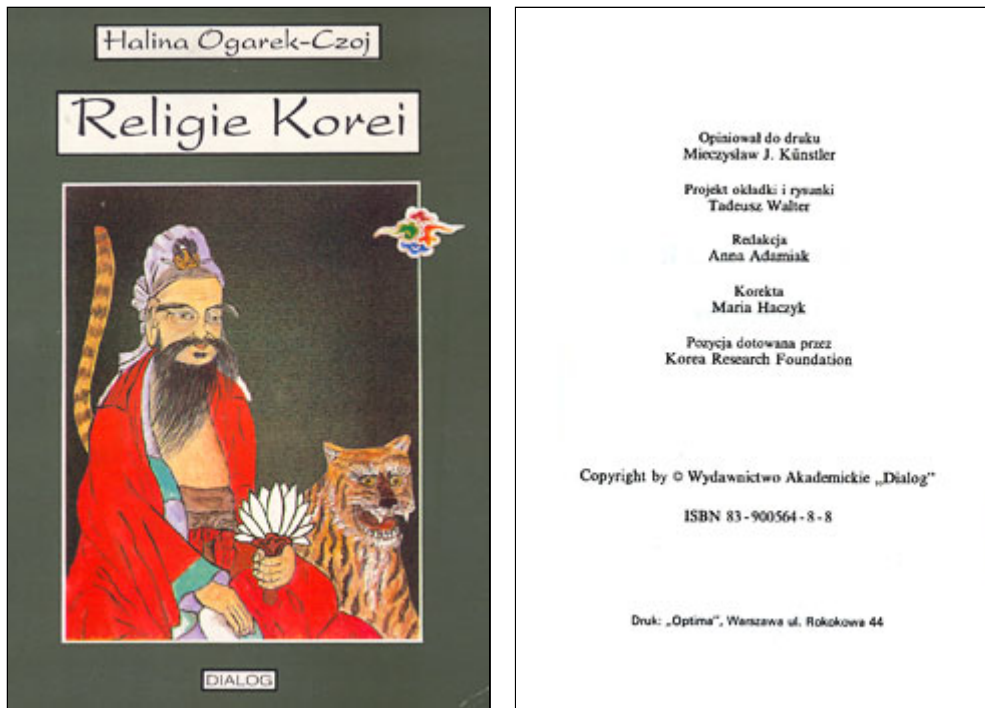 Halina Ogarek-Czoj
Religie Korei
DIALOG
Opiniował do druku
Mieczysław J. Künstler
Projekt okładki i rysunki
Tadeusz Walter
Redakcja
Anna Adamiak
Korekta
Maria Haczyk
Pozycja dotowana przez
Korea Research Foundation
Copyright by © Wydawnictwo Akademickie „Dialog”
ISBN 83-900564-8-8
Druk: „Optima”, Warszawa ul. Rokokowa 44